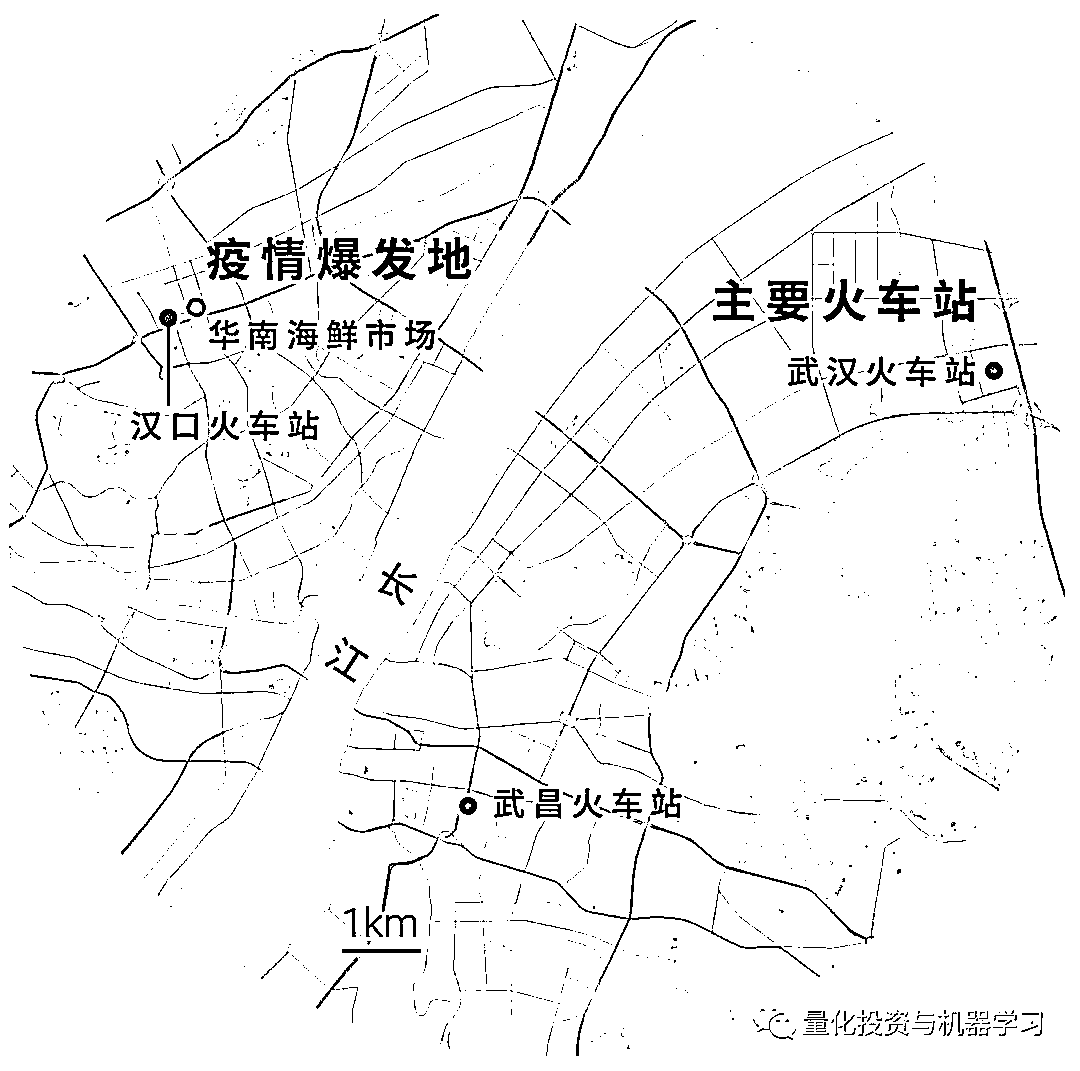 疫情爆发地
华南海鲜市场
汉口火车站
主要火车站
武汉火车站
长江
武昌火车站
1km
量化投资与机器学习